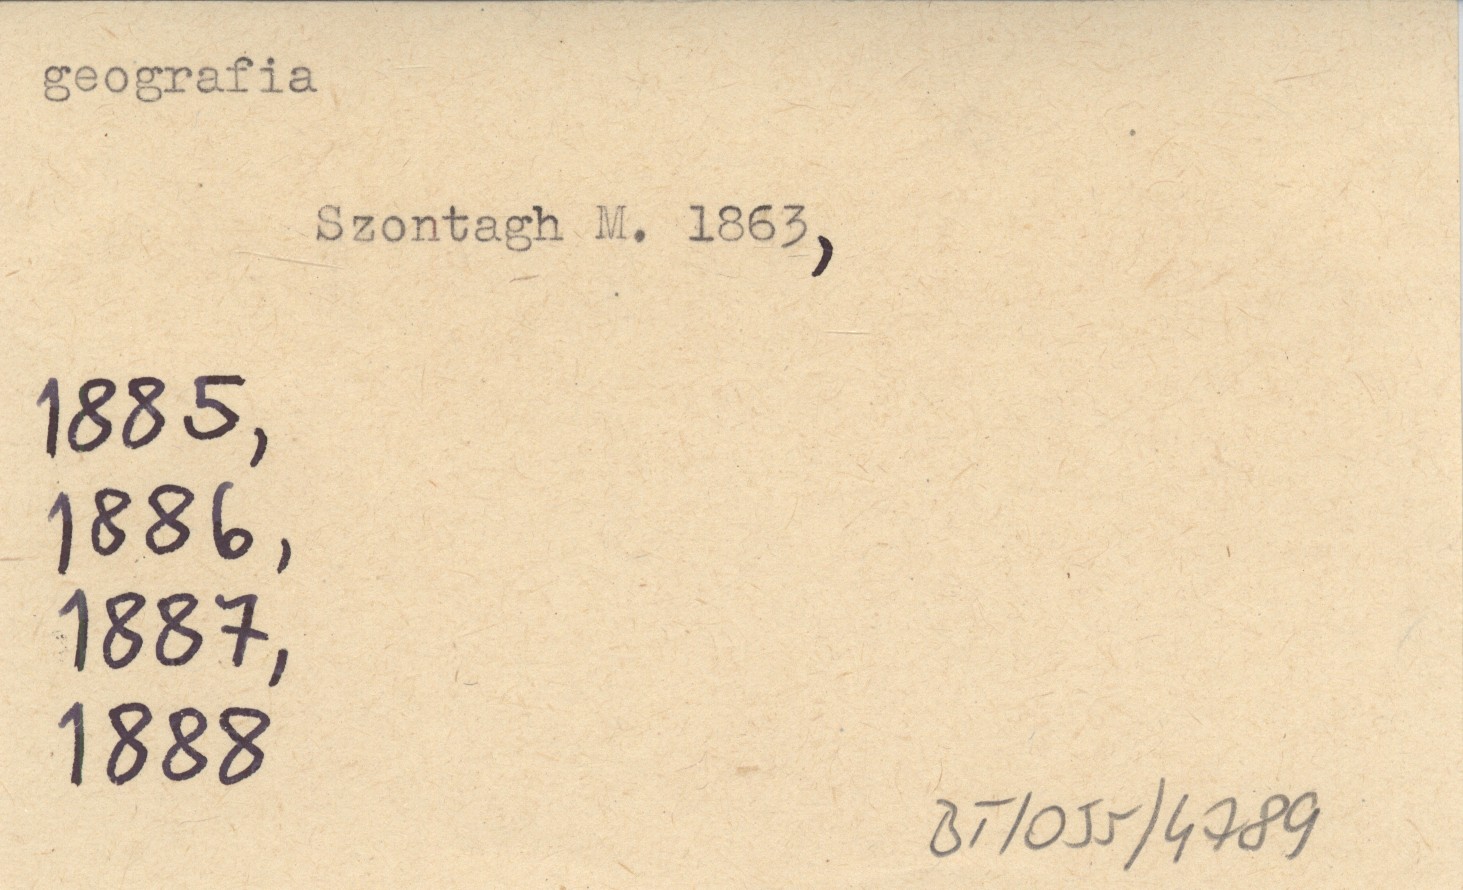 geografia
Szontagh M. 1863,
1885,
1886,
1887,
1888
BT/055/4789